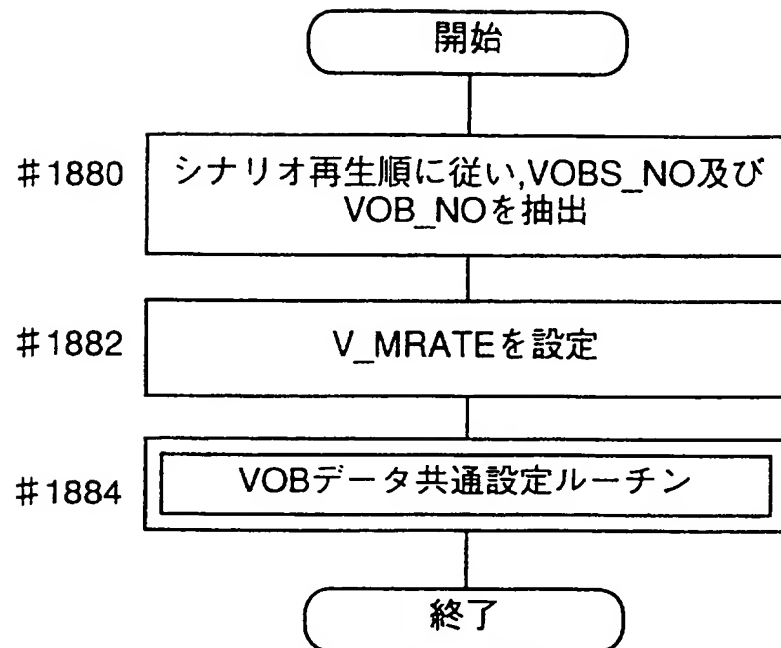 開始
#1880
シナリオ再生順に従い,VOBS_NO及び
VOB_NOを抽出
#1882
V_MRATEを設定
#1884
VOBデータ共通設定ルーチン
終了